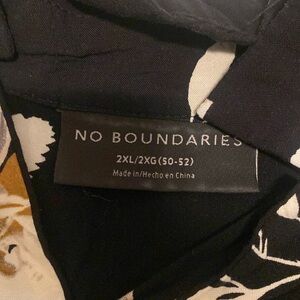 NO BOUNDARIES
2XL/2XG (50-52)
Made in/Hecho en China